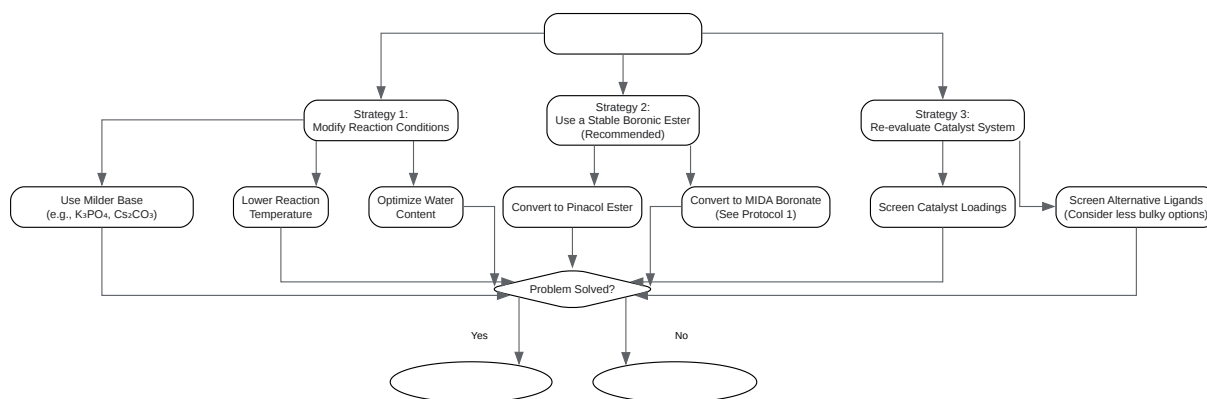 Strategy 1:
Modify Reaction Conditions
Strategy 2:
Use a Stable Boronic Ester
(Recommended)
Strategy 3:
Re-evaluate Catalyst System
Use Milder Base
(e.g., K₃PO₄, Cs₂CO₃)
Lower Reaction
Temperature
Optimize Water
Content
Convert to Pinacol Ester
Convert to MIDA Boronate
(See Protocol 1)
Screen Catalyst Loadings
Screen Alternative Ligands
(Consider less bulky options)
Problem Solved?
Yes
No